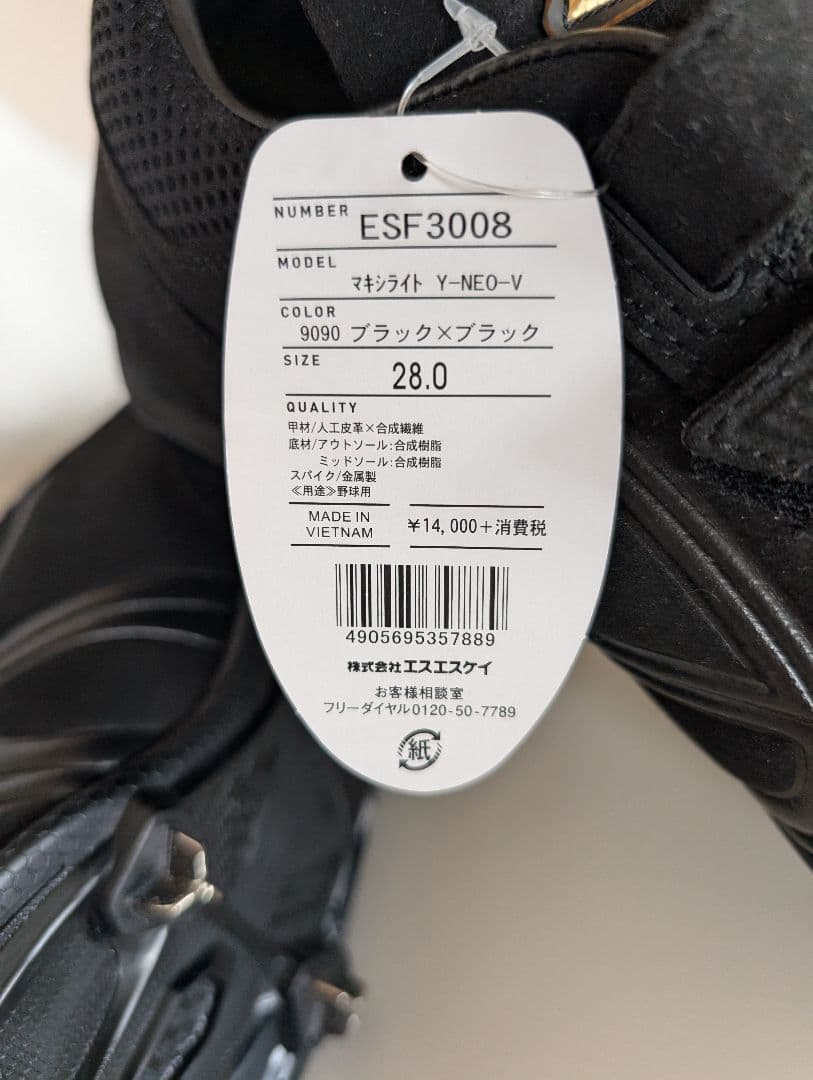 NUMBER ESF3008
MODEL
マキシライト Y-NEO-V
COLOR
9090 ブラック×ブラック
SIZE
28.0
QUALITY
甲材/人工皮革×合成繊維
底材/アウトソール:合成樹脂
ミッドソール:合成樹脂
スパイク/金属製
≪用途≫野球用
MADE IN VIETNAM
¥14,000+消費税
4905695357889
株式会社エスエスケイ
お客様相談室
フリーダイヤル0120-50-7789
紙